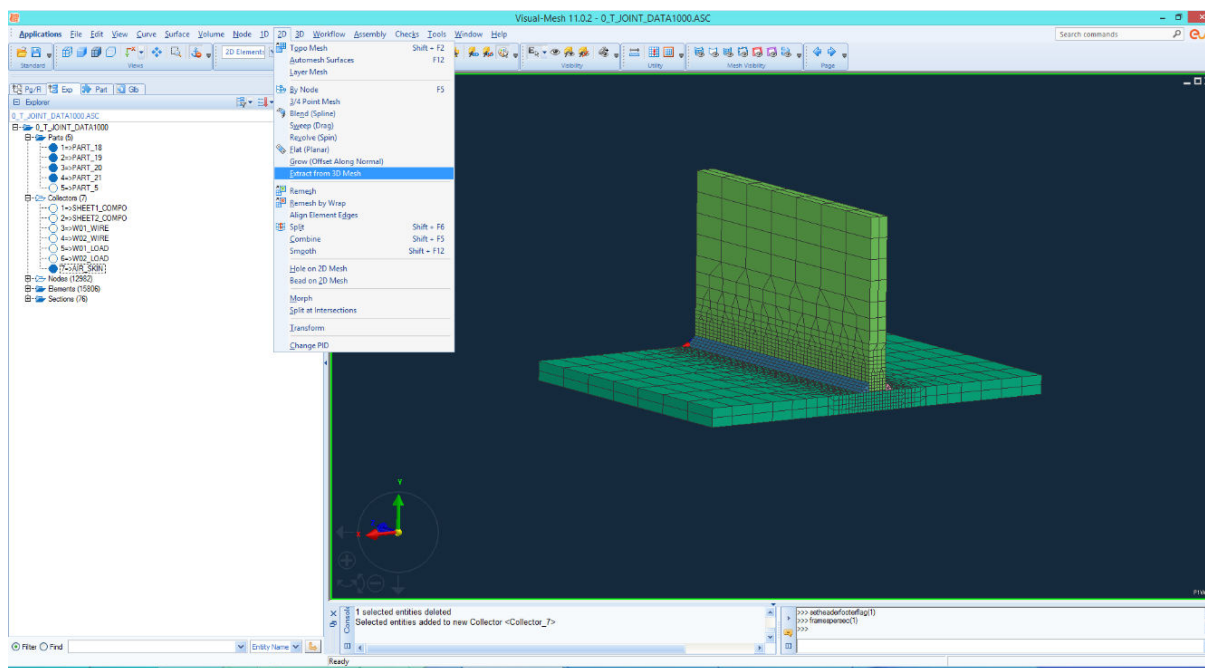 Visual-Mesh 11.0.2 - 0_T_JOINT_DATA1000.ASC
Applications File Edit View Curve Surface Volume Node 1D 2D 3D Workflow Assembly Checks Tools Window Help
Search commands
2D Elements
Standard Views Visibility Utility Mesh Visibility Page
Topo Mesh Shift + F2
Automesh Surfaces F12
Layer Mesh
By Node F5
3/4 Point Mesh
Blend (Spline)
Sweep (Drag)
Revolve (Spin)
Flat (Planar)
Grow (Offset Along Normal)
Extract from 3D Mesh
Remesh
Remesh by Wrap
Align Element Edges
Split Shift + F6
Combine Shift + F5
Smooth Shift + F12
Hole on 2D Mesh
Bead on 2D Mesh
Morph
Split at Intersections
Transform
Change PID
Pg/R Exp Part Glb
Explorer
0_T_JOINT_DATA1000.ASC
0_T_JOINT_DATA1000
Parts (5)
1=>PART_18
2=>PART_19
3=>PART_20
4=>PART_21
5=>PART_5
Collectors (7)
1=>SHEET1_COMPO
2=>SHEET2_COMPO
3=>W01_WIRE
4=>W02_WIRE
5=>W01_LOAD
6=>W02_LOAD
7=>AIR_SKIN
Nodes (12982)
Elements (15806)
Sections (76)
Y
Console
1 selected entities deleted
Selected entities added to new Collector <Collector_7>
>>> setheaderfooterflag(1)
>>> framespersec(1)
>>>
Filter Find Entity Name
Ready